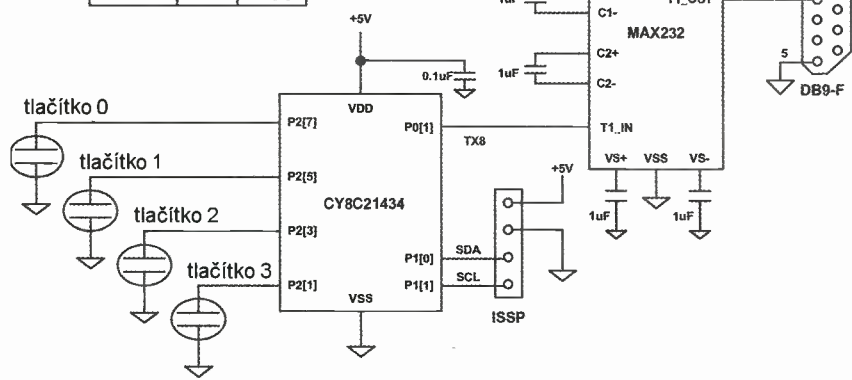 C1-
MAX232
+5V
C2+
5
0.1uF
1uF
C2-
DB9-F
tlačítko 0
VDD
P2[7]
P0[1]
TX8
T1_IN
tlačítko 1
P2[5]
+5V
VS+
VSS
VS-
tlačítko 2
CY8C21434
P2[3]
1uF
1uF
tlačítko 3
P1[0]
SDA
P2[1]
P1[1]
SCL
VSS
ISSP